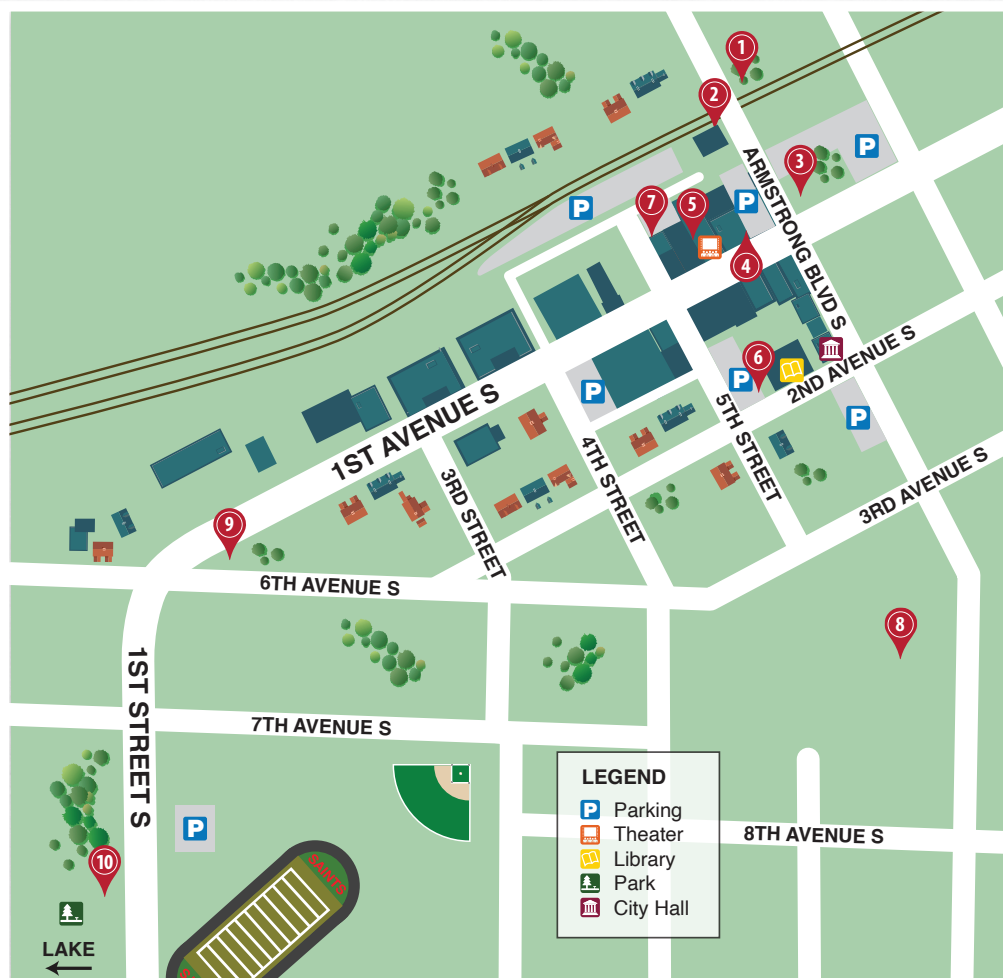 1
2
P
3
ARMSTRONG BLVD S
7
5
P
P
4
6
P
P
2ND AVENUE S
P
1ST AVENUE S
5TH STREET
4TH STREET
3RD STREET
3RD AVENUE S
9
6TH AVENUE S
8
1ST STREET S
7TH AVENUE S
P
10
SAINTS
S
LEGEND
P Parking
Theater
Library
Park
City Hall
8TH AVENUE S
LAKE